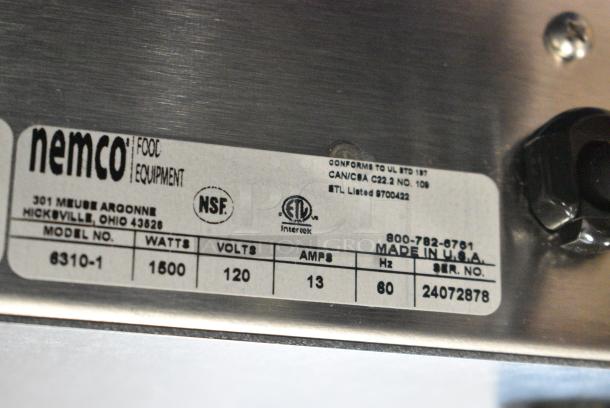 nemco FOOD EQUIPMENT
301 MEUSE ARGONNE
HICKSVILLE, OHIO 43526
NSF.
ETL
Intertek
CONFORMS TO UL STD 197
CAN/CSA C22.2 NO. 109
ETL Listed 9700422
800-782-6761
MADE IN U.S.A.
MODEL NO. WATTS VOLTS AMPS Hz SER. NO.
6310-1 1500 120 13 60 24072878